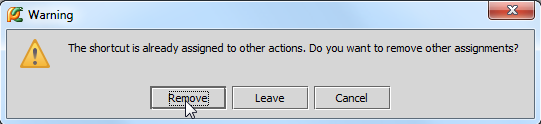 Warning
The shortcut is already assigned to other actions. Do you want to remove other assignments?
Remove Leave Cancel